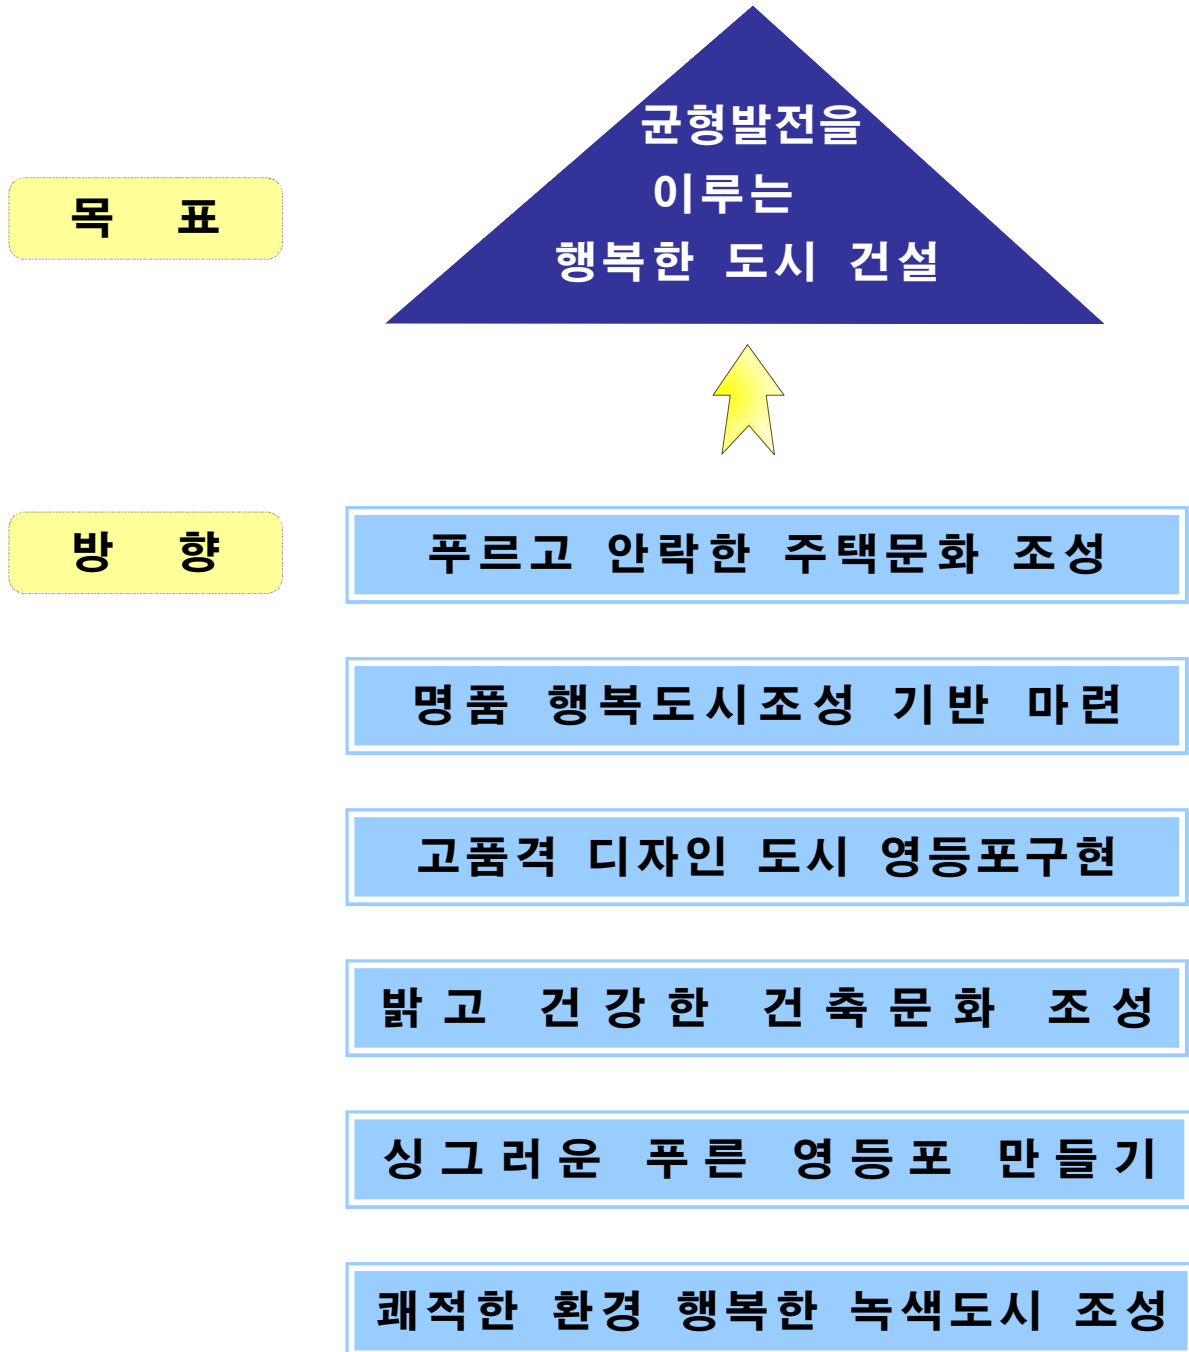 균형발전을
이루는
행복한 도시 건설
목 표
방 향
푸르고 안락한 주택문화 조성
명품 행복도시조성 기반 마련
고품격 디자인 도시 영등포구현
밝고 건강한 건축문화 조성
싱그러운 푸른 영등포 만들기
쾌적한 환경 행복한 녹색도시 조성